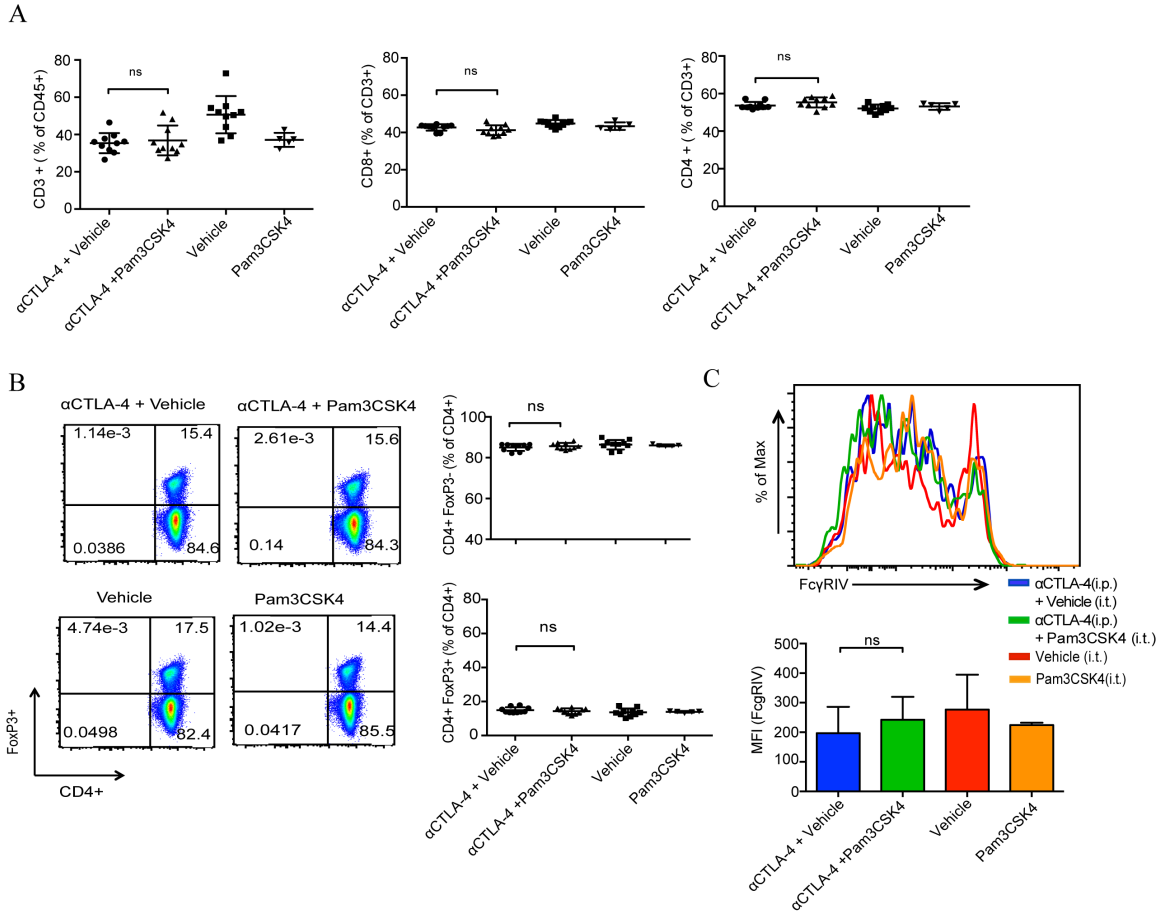 A
CD3 + ( % of CD45+)
80
60
40
20
0
ns
αCTLA-4 + Vehicle
αCTLA-4 +Pam3CSK4
Vehicle
Pam3CSK4
CD8+ (% of CD3+)
80
60
40
20
0
ns
αCTLA-4 + Vehicle
αCTLA-4 +Pam3CSK4
Vehicle
Pam3CSK4
CD4 + ( % of CD3+)
80
60
40
20
0
ns
αCTLA-4 + Vehicle
αCTLA-4 +Pam3CSK4
Vehicle
Pam3CSK4
B
αCTLA-4 + Vehicle
1.14e-3
15.4
0.0386
84.6
αCTLA-4 + Pam3CSK4
2.61e-3
15.6
0.14
84.3
Vehicle
4.74e-3
17.5
0.0498
82.4
Pam3CSK4
1.02e-3
14.4
0.0417
85.5
FoxP3+
CD4+
CD4+ FoxP3- (% of CD4+)
100
80
60
40
ns
CD4+ FoxP3+ (% of CD4+)
80
60
40
20
0
ns
αCTLA-4 + Vehicle
αCTLA-4 +Pam3CSK4
Vehicle
Pam3CSK4
C
% of Max
FcγRIV
αCTLA-4(i.p.)
+ Vehicle (i.t.)
αCTLA-4(i.p.)
+ Pam3CSK4 (i.t.)
Vehicle (i.t.)
Pam3CSK4(i.t.)
MFI (FcgRIV)
500
400
300
200
100
0
ns
αCTLA-4 + Vehicle
αCTLA-4 +Pam3CSK4
Vehicle
Pam3CSK4